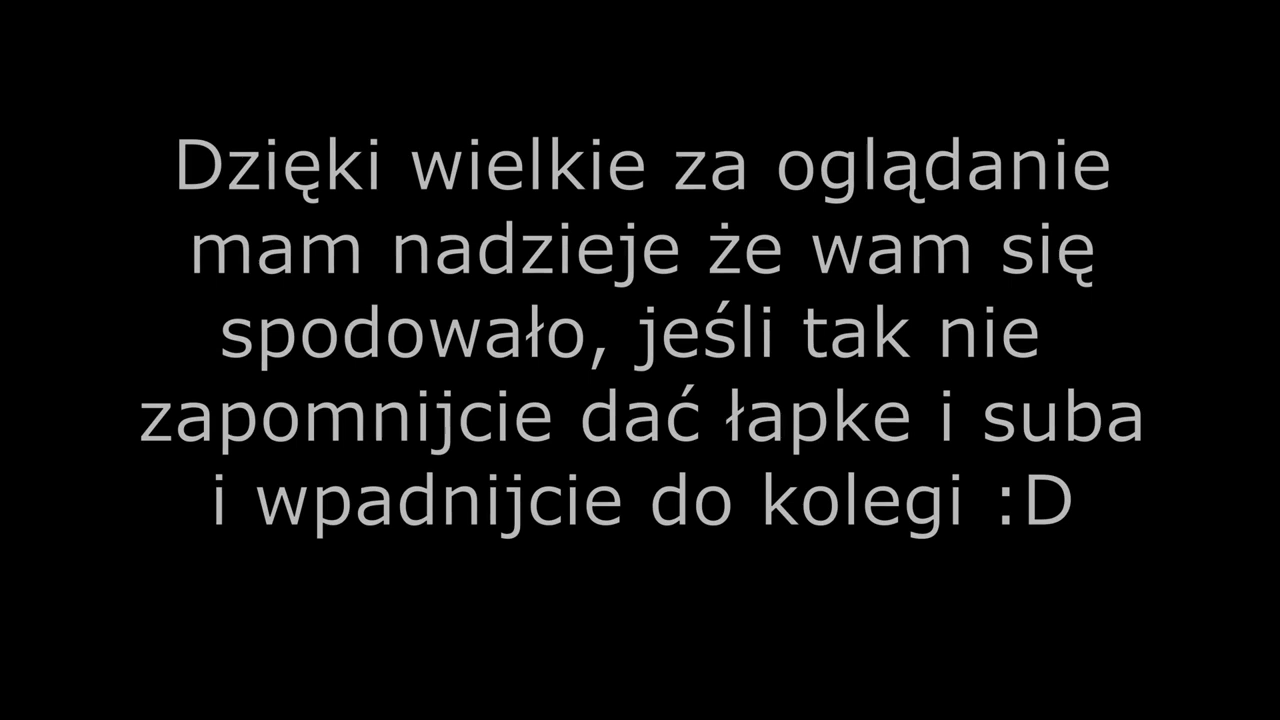 Dzięki wielkie za oglądanie
mam nadzieje że wam się
spodowało, jeśli tak nie
zapomnijcie dać łapke i suba
i wpadnijcie do kolegi :D